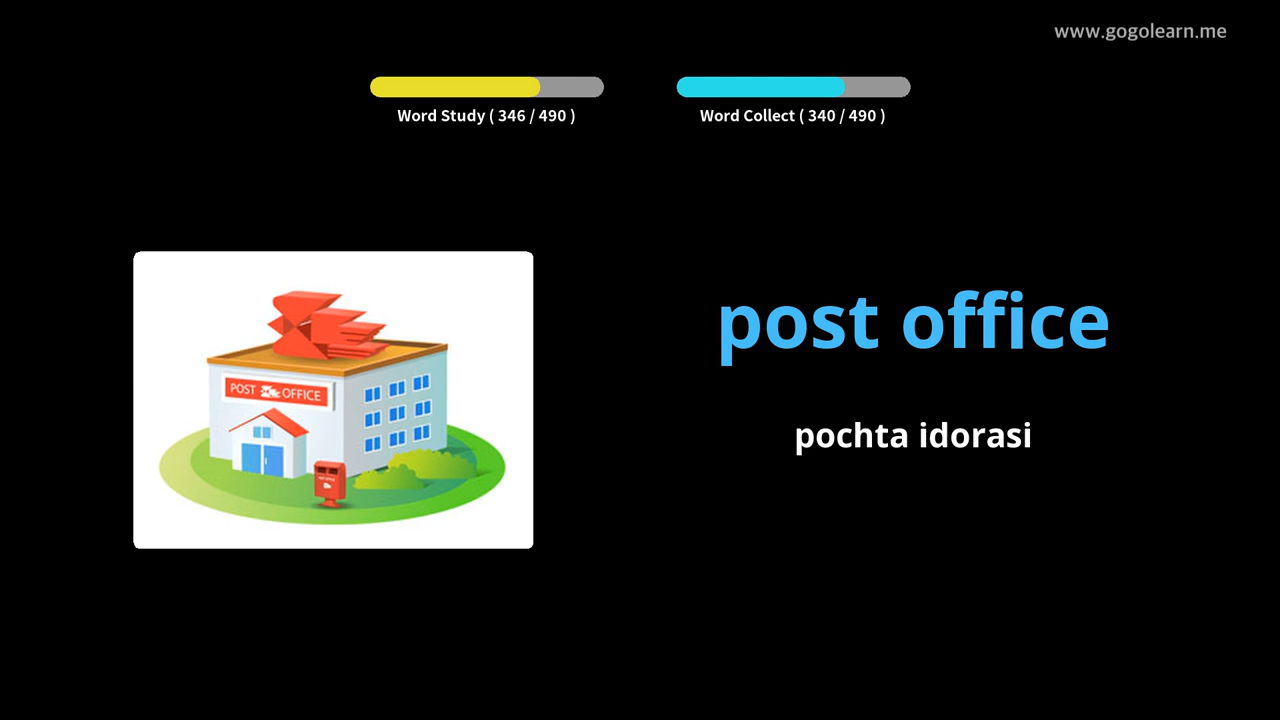 www.gogolearn.me
Word Study ( 346 / 490 )
Word Collect ( 340 / 490 )
POST OFFICE
post office
pochta idorasi